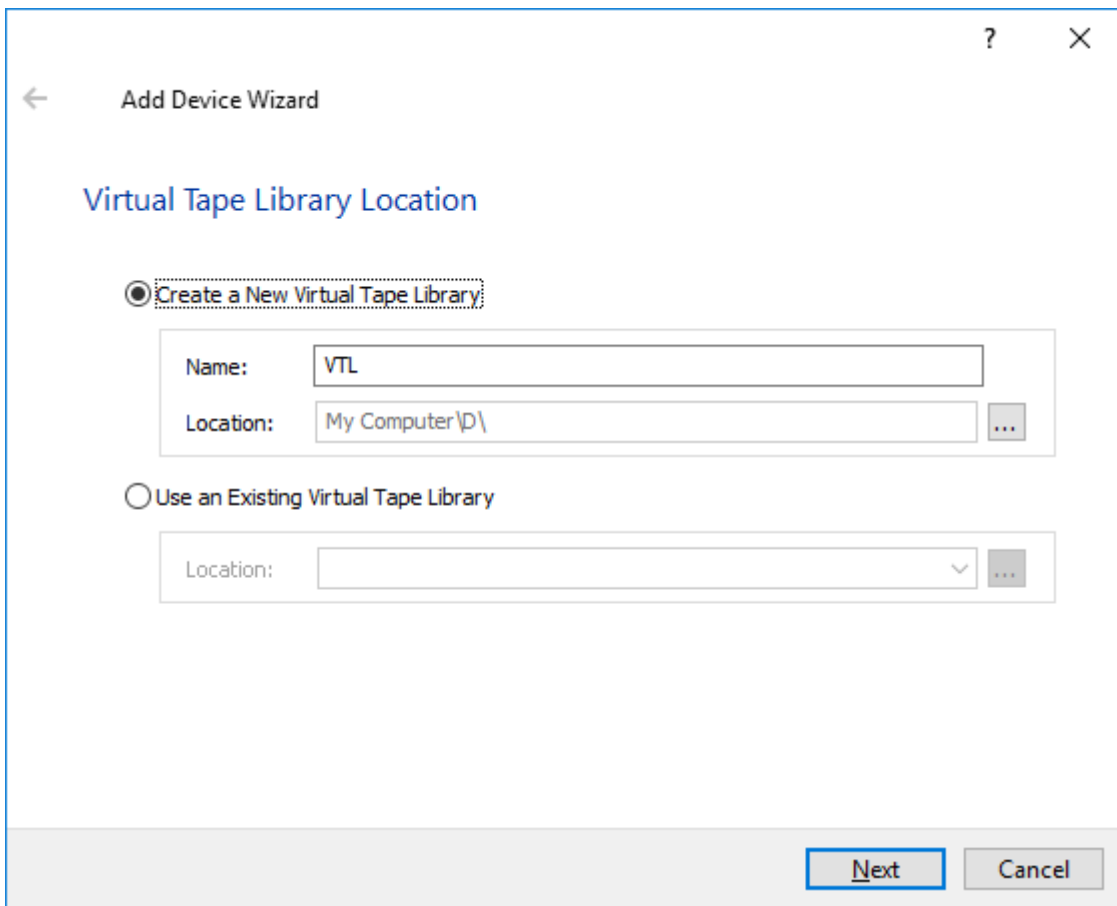 ?
Add Device Wizard
Virtual Tape Library Location
Create a New Virtual Tape Library
Name: VTL
Location: My Computer\D\ ...
Use an Existing Virtual Tape Library
Location: ...
Next Cancel